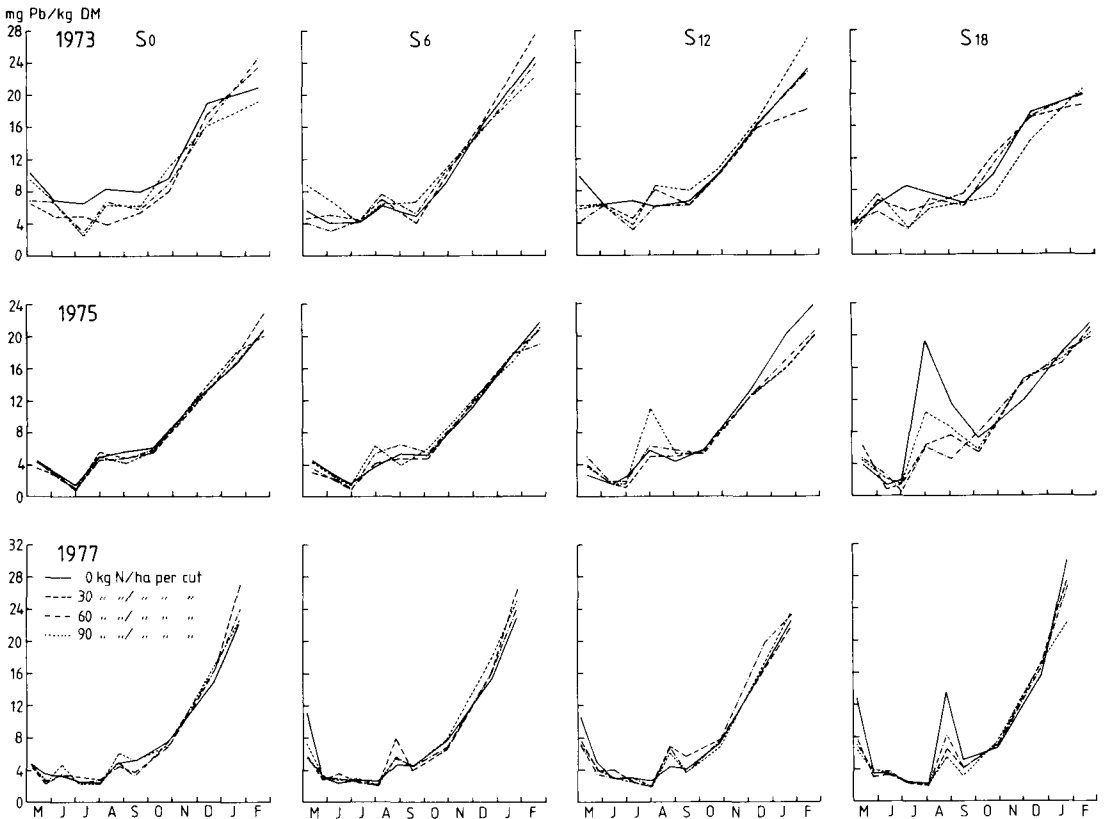 mg Pb/kg DM
1973 S0 S6 S12 S18
28
24
20
16
12
8
4
0
1975
24
20
16
12
8
4
0
32
1977
28
0 kg N/ha per cut
24
30 " "/ " " "
60 " "/ " " "
20
90 " "/ " " "
16
12
8
4
0
M J J A S O N D F
M J J A S O N D F
M J J A S O N D F
M J J A S O N D F